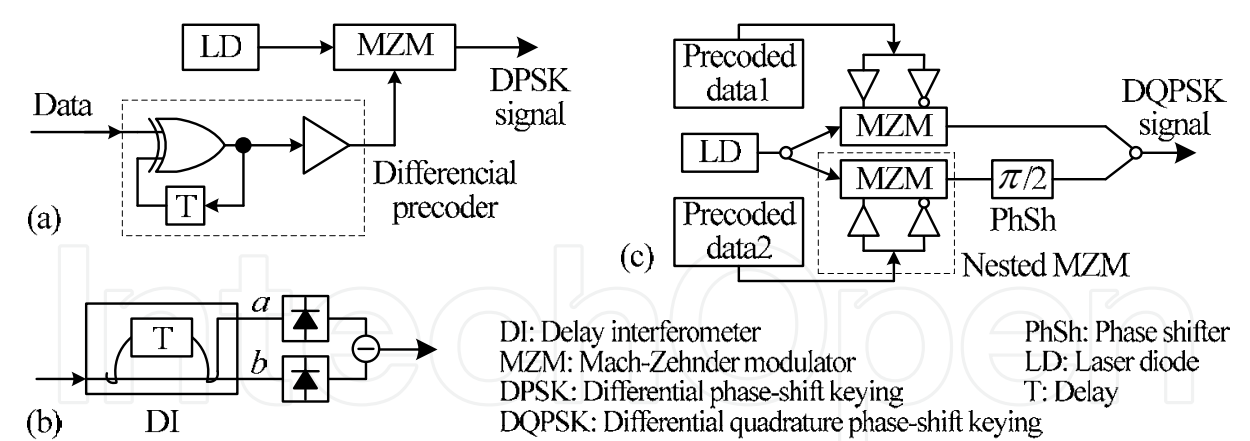 LD
MZM
DPSK
signal
Data
T
Differencial
precoder
(a)
a
T
b
(b)
DI
Precoded
data1
MZM
DQPSK
signal
LD
MZM
π/2
PhSh
Precoded
data2
(c)
Nested MZM
DI: Delay interferometer
MZM: Mach-Zehnder modulator
DPSK: Differential phase-shift keying
DQPSK: Differential quadrature phase-shift keying
PhSh: Phase shifter
LD: Laser diode
T: Delay
IntechOpen